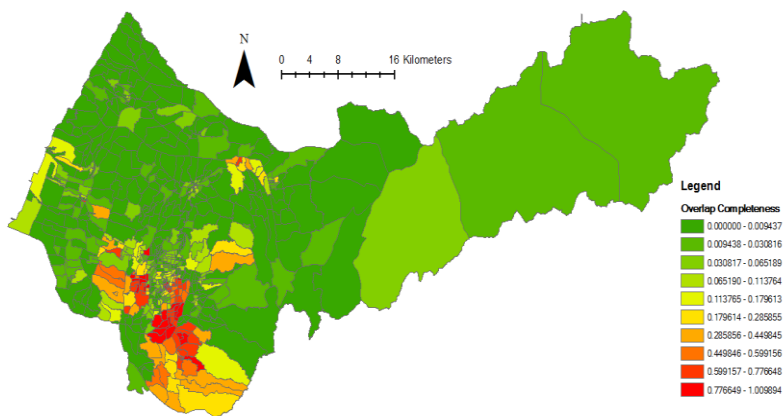 N
0 4 8 16 Kilometers
Legend
Overlap Completeness
0.000000 - 0.009437
0.009438 - 0.030816
0.030817 - 0.065189
0.065190 - 0.113764
0.113765 - 0.179613
0.179614 - 0.285855
0.285856 - 0.449845
0.449846 - 0.599156
0.599157 - 0.776648
0.776649 - 1.009894